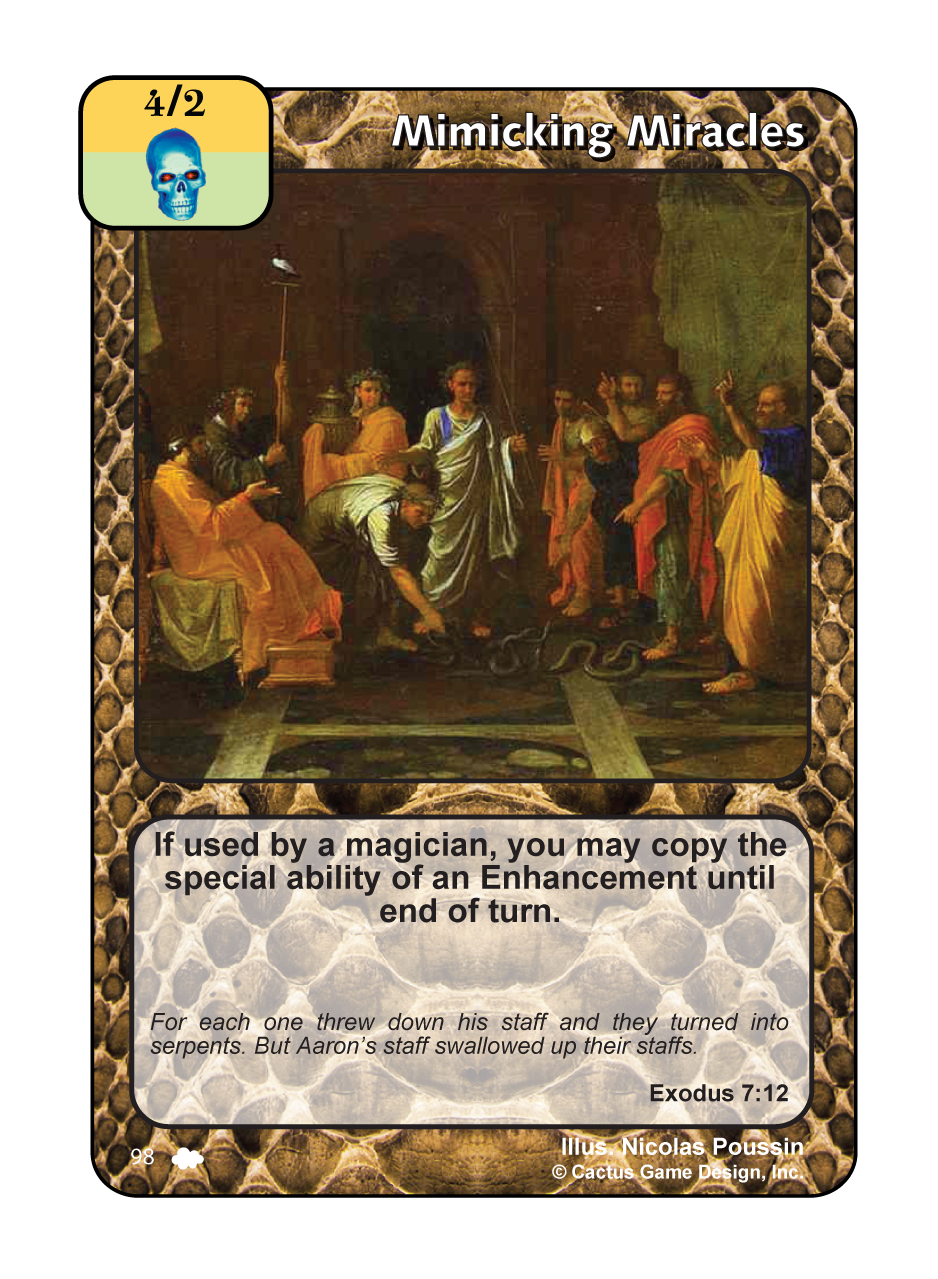 4/2
Mimicking Miracles
If used by a magician, you may copy the
special ability of an Enhancement until
end of turn.
For each one threw down his staff and they turned into
serpents. But Aaron's staff swallowed up their staffs.
Exodus 7:12
98
Illus. Nicolas Poussin
© Cactus Game Design, Inc.